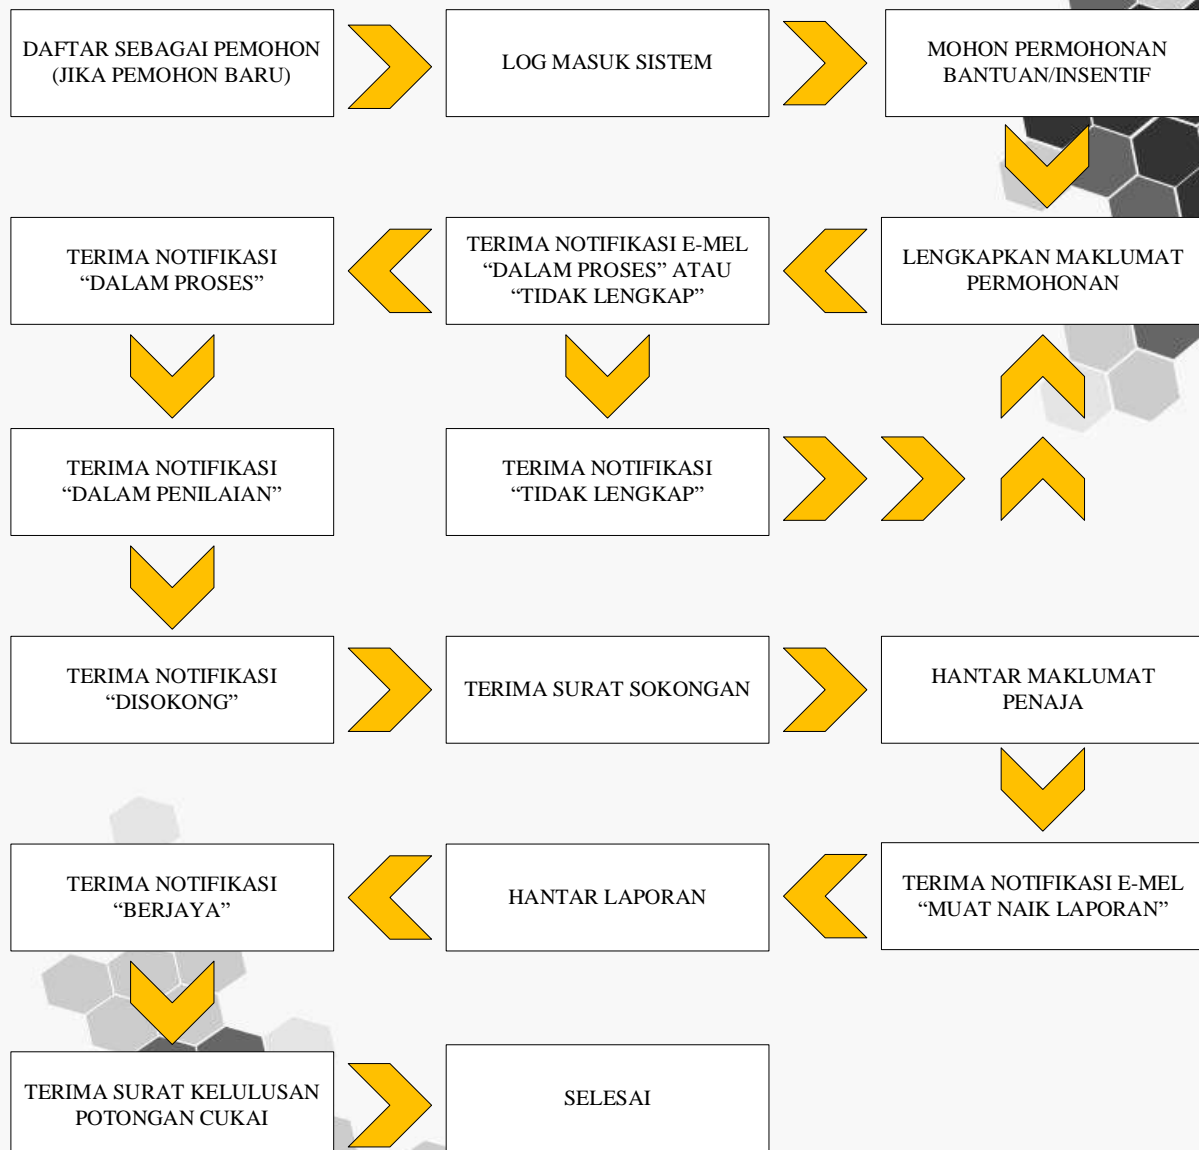 DAFTAR SEBAGAI PEMOHON
(JIKA PEMOHON BARU)
LOG MASUK SISTEM
MOHON PERMOHONAN
BANTUAN/INSENTIF
LENGKAPKAN MAKLUMAT
PERMOHONAN
TERIMA NOTIFIKASI E-MEL
“DALAM PROSES” ATAU
“TIDAK LENGKAP”
TERIMA NOTIFIKASI
“DALAM PROSES”
TERIMA NOTIFIKASI
“TIDAK LENGKAP”
TERIMA NOTIFIKASI
“DALAM PENILAIAN”
TERIMA NOTIFIKASI
“DISOKONG”
TERIMA SURAT SOKONGAN
HANTAR MAKLUMAT
PENAJA
TERIMA NOTIFIKASI E-MEL
“MUAT NAIK LAPORAN”
HANTAR LAPORAN
TERIMA NOTIFIKASI
“BERJAYA”
TERIMA SURAT KELULUSAN
POTONGAN CUKAI
SELESAI